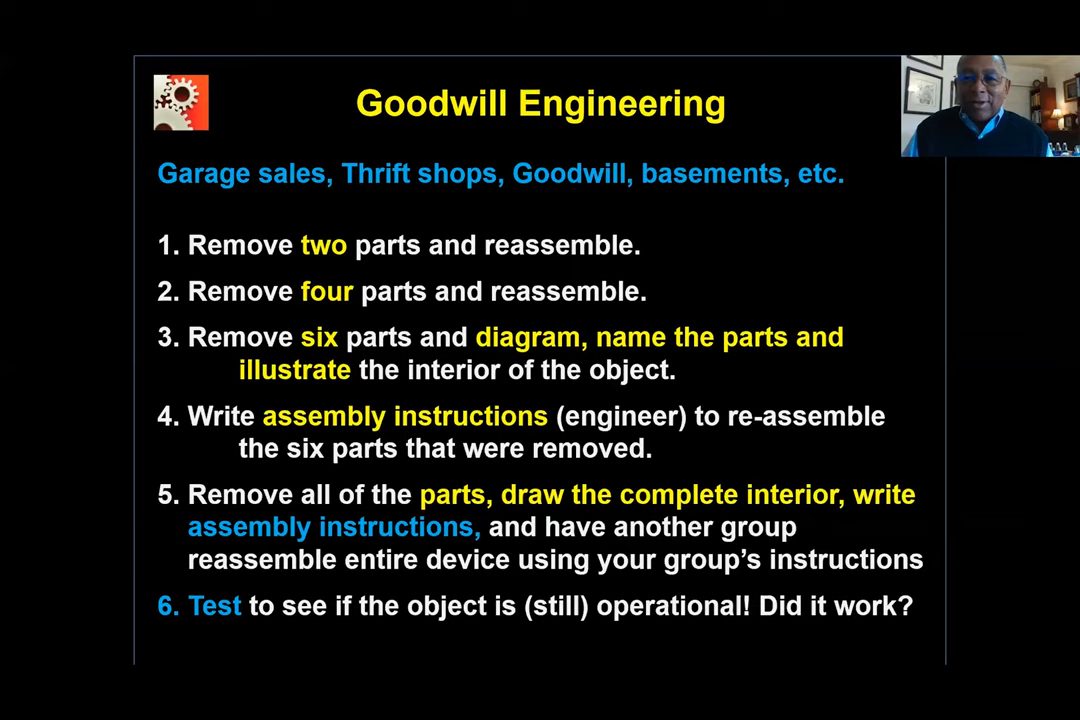 Goodwill Engineering
Garage sales, Thrift shops, Goodwill, basements, etc.
1. Remove two parts and reassemble.
2. Remove four parts and reassemble.
3. Remove six parts and diagram, name the parts and
illustrate the interior of the object.
4. Write assembly instructions (engineer) to re-assemble
the six parts that were removed.
5. Remove all of the parts, draw the complete interior, write
assembly instructions, and have another group
reassemble entire device using your group's instructions
6. Test to see if the object is (still) operational! Did it work?